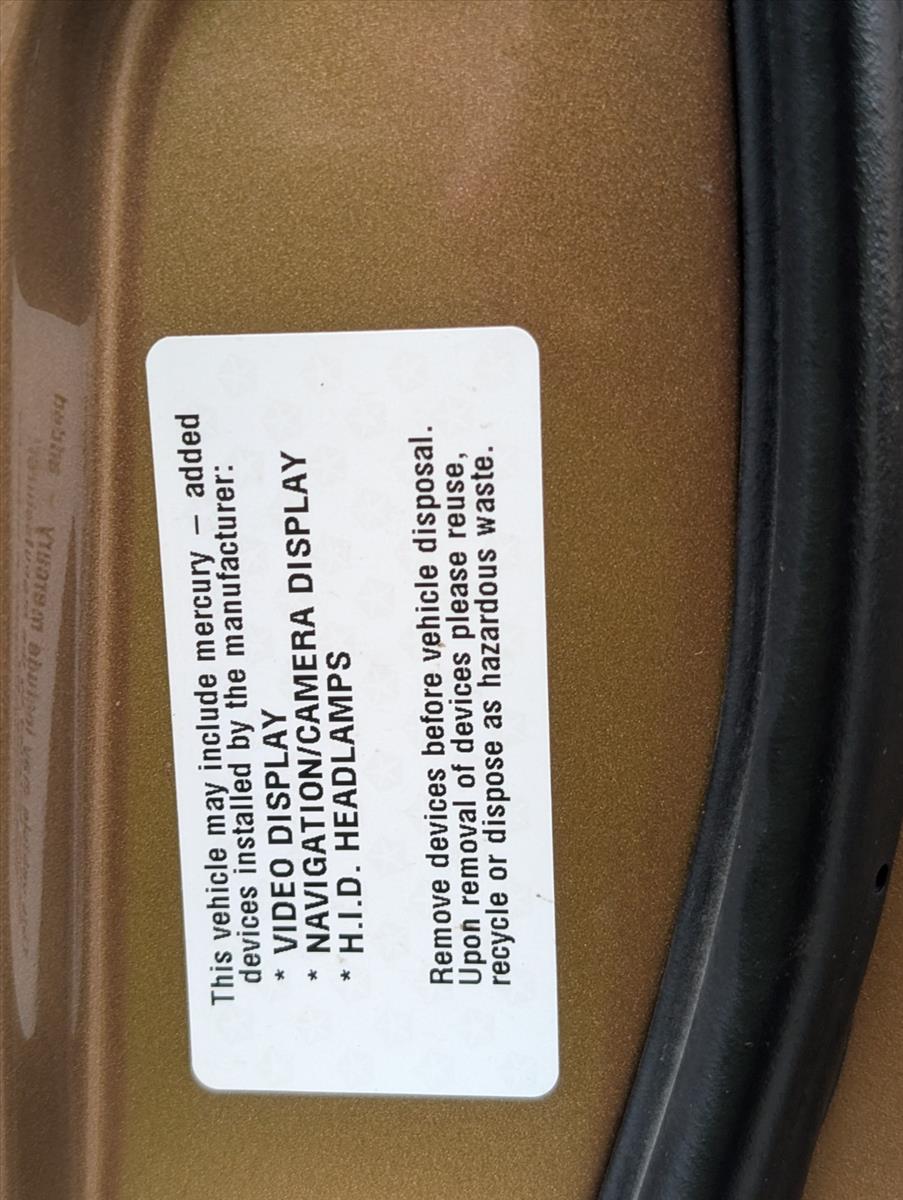 This vehicle may include mercury – added
devices installed by the manufacturer:
* VIDEO DISPLAY
* NAVIGATION/CAMERA DISPLAY
* H.I.D. HEADLAMPS
Remove devices before vehicle disposal.
Upon removal of devices please reuse,
recycle or dispose as hazardous waste.